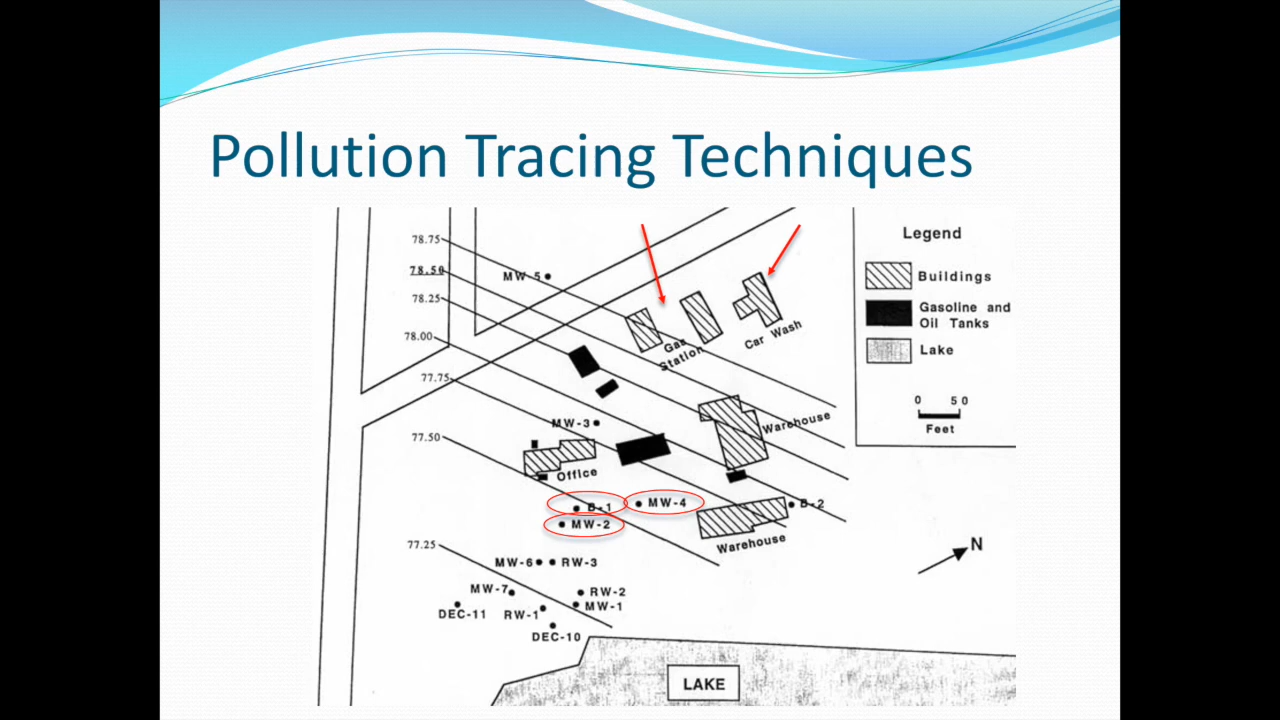 Pollution Tracing Techniques
78.75
78.50
78.25
78.00
77.75
77.50
77.25
MW-5
Gas
Station
Car Wash
MW-3
Warehouse
Office
B-1
MW-4
MW-2
B-2
Warehouse
MW-6
RW-3
MW-7
RW-2
MW-1
DEC-11
RW-1
DEC-10
LAKE
N
Legend
Buildings
Gasoline and
Oil Tanks
Lake
0 50
Feet